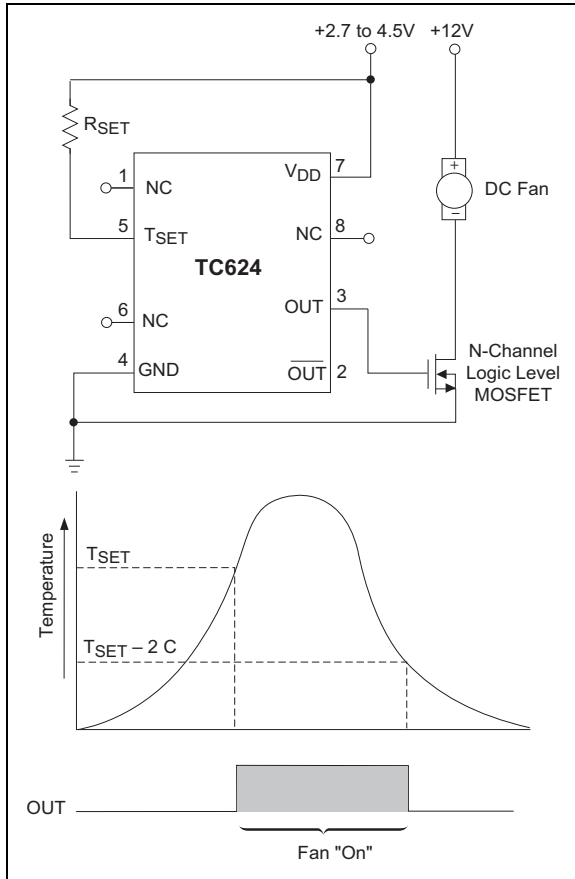 +2.7 to 4.5V
+12V
RSET
1
NC
VDD
7
+
DC Fan
−
5
TSET
NC
8
TC624
6
NC
OUT
3
4
GND
OUT
2
N-Channel
Logic Level
MOSFET
Temperature
TSET
TSET – 2 C
OUT
Fan "On"